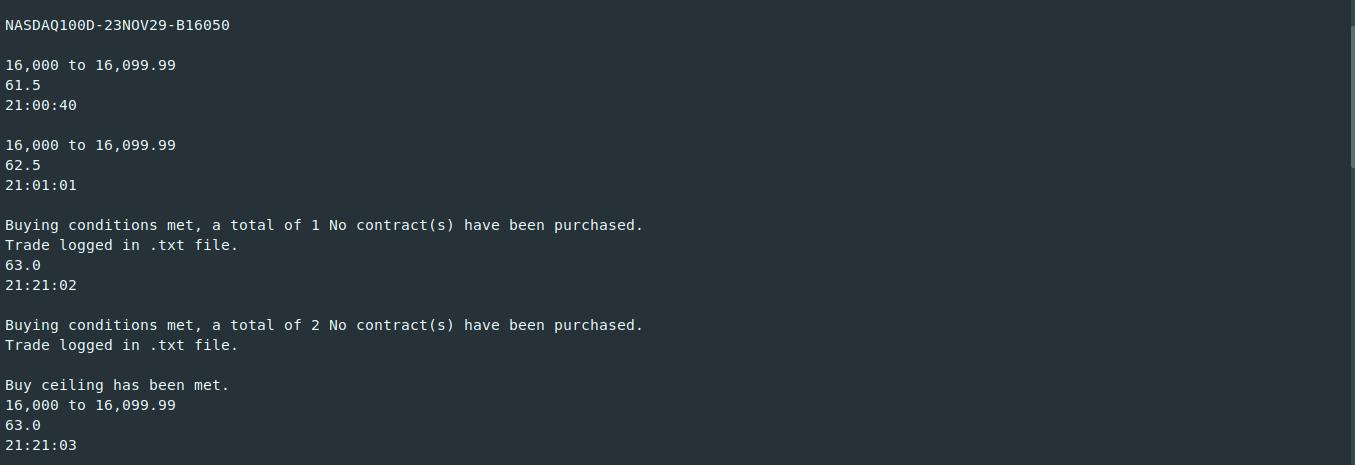 NASDAQ100D-23NOV29-B16050
16,000 to 16,099.99
61.5
21:00:40
16,000 to 16,099.99
62.5
21:01:01
Buying conditions met, a total of 1 No contract(s) have been purchased.
Trade logged in .txt file.
63.0
21:21:02
Buying conditions met, a total of 2 No contract(s) have been purchased.
Trade logged in .txt file.
Buy ceiling has been met.
16,000 to 16,099.99
63.0
21:21:03